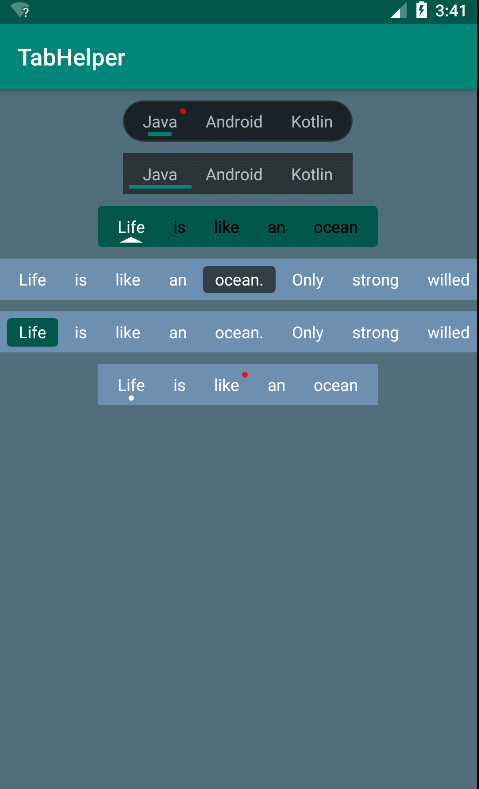 3:41
TabHelper
Java Android Kotlin
Java Android Kotlin
Life is like an ocean
Life is like an ocean. Only strong willed
Life is like an ocean. Only strong willed
Life is like an ocean